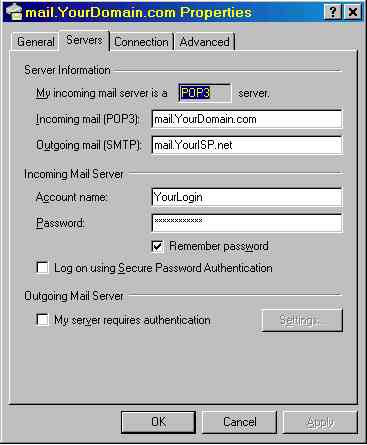 mail.YourDomain.com Properties
General Servers Connection Advanced
Server Information
My incoming mail server is a POP3 server.
Incoming mail (POP3): mail.YourDomain.com
Outgoing mail (SMTP): mail.YourISP.net
Incoming Mail Server
Account name: YourLogin
Password: ************
Remember password
Log on using Secure Password Authentication
Outgoing Mail Server
My server requires authentication Settings...
OK Cancel Apply